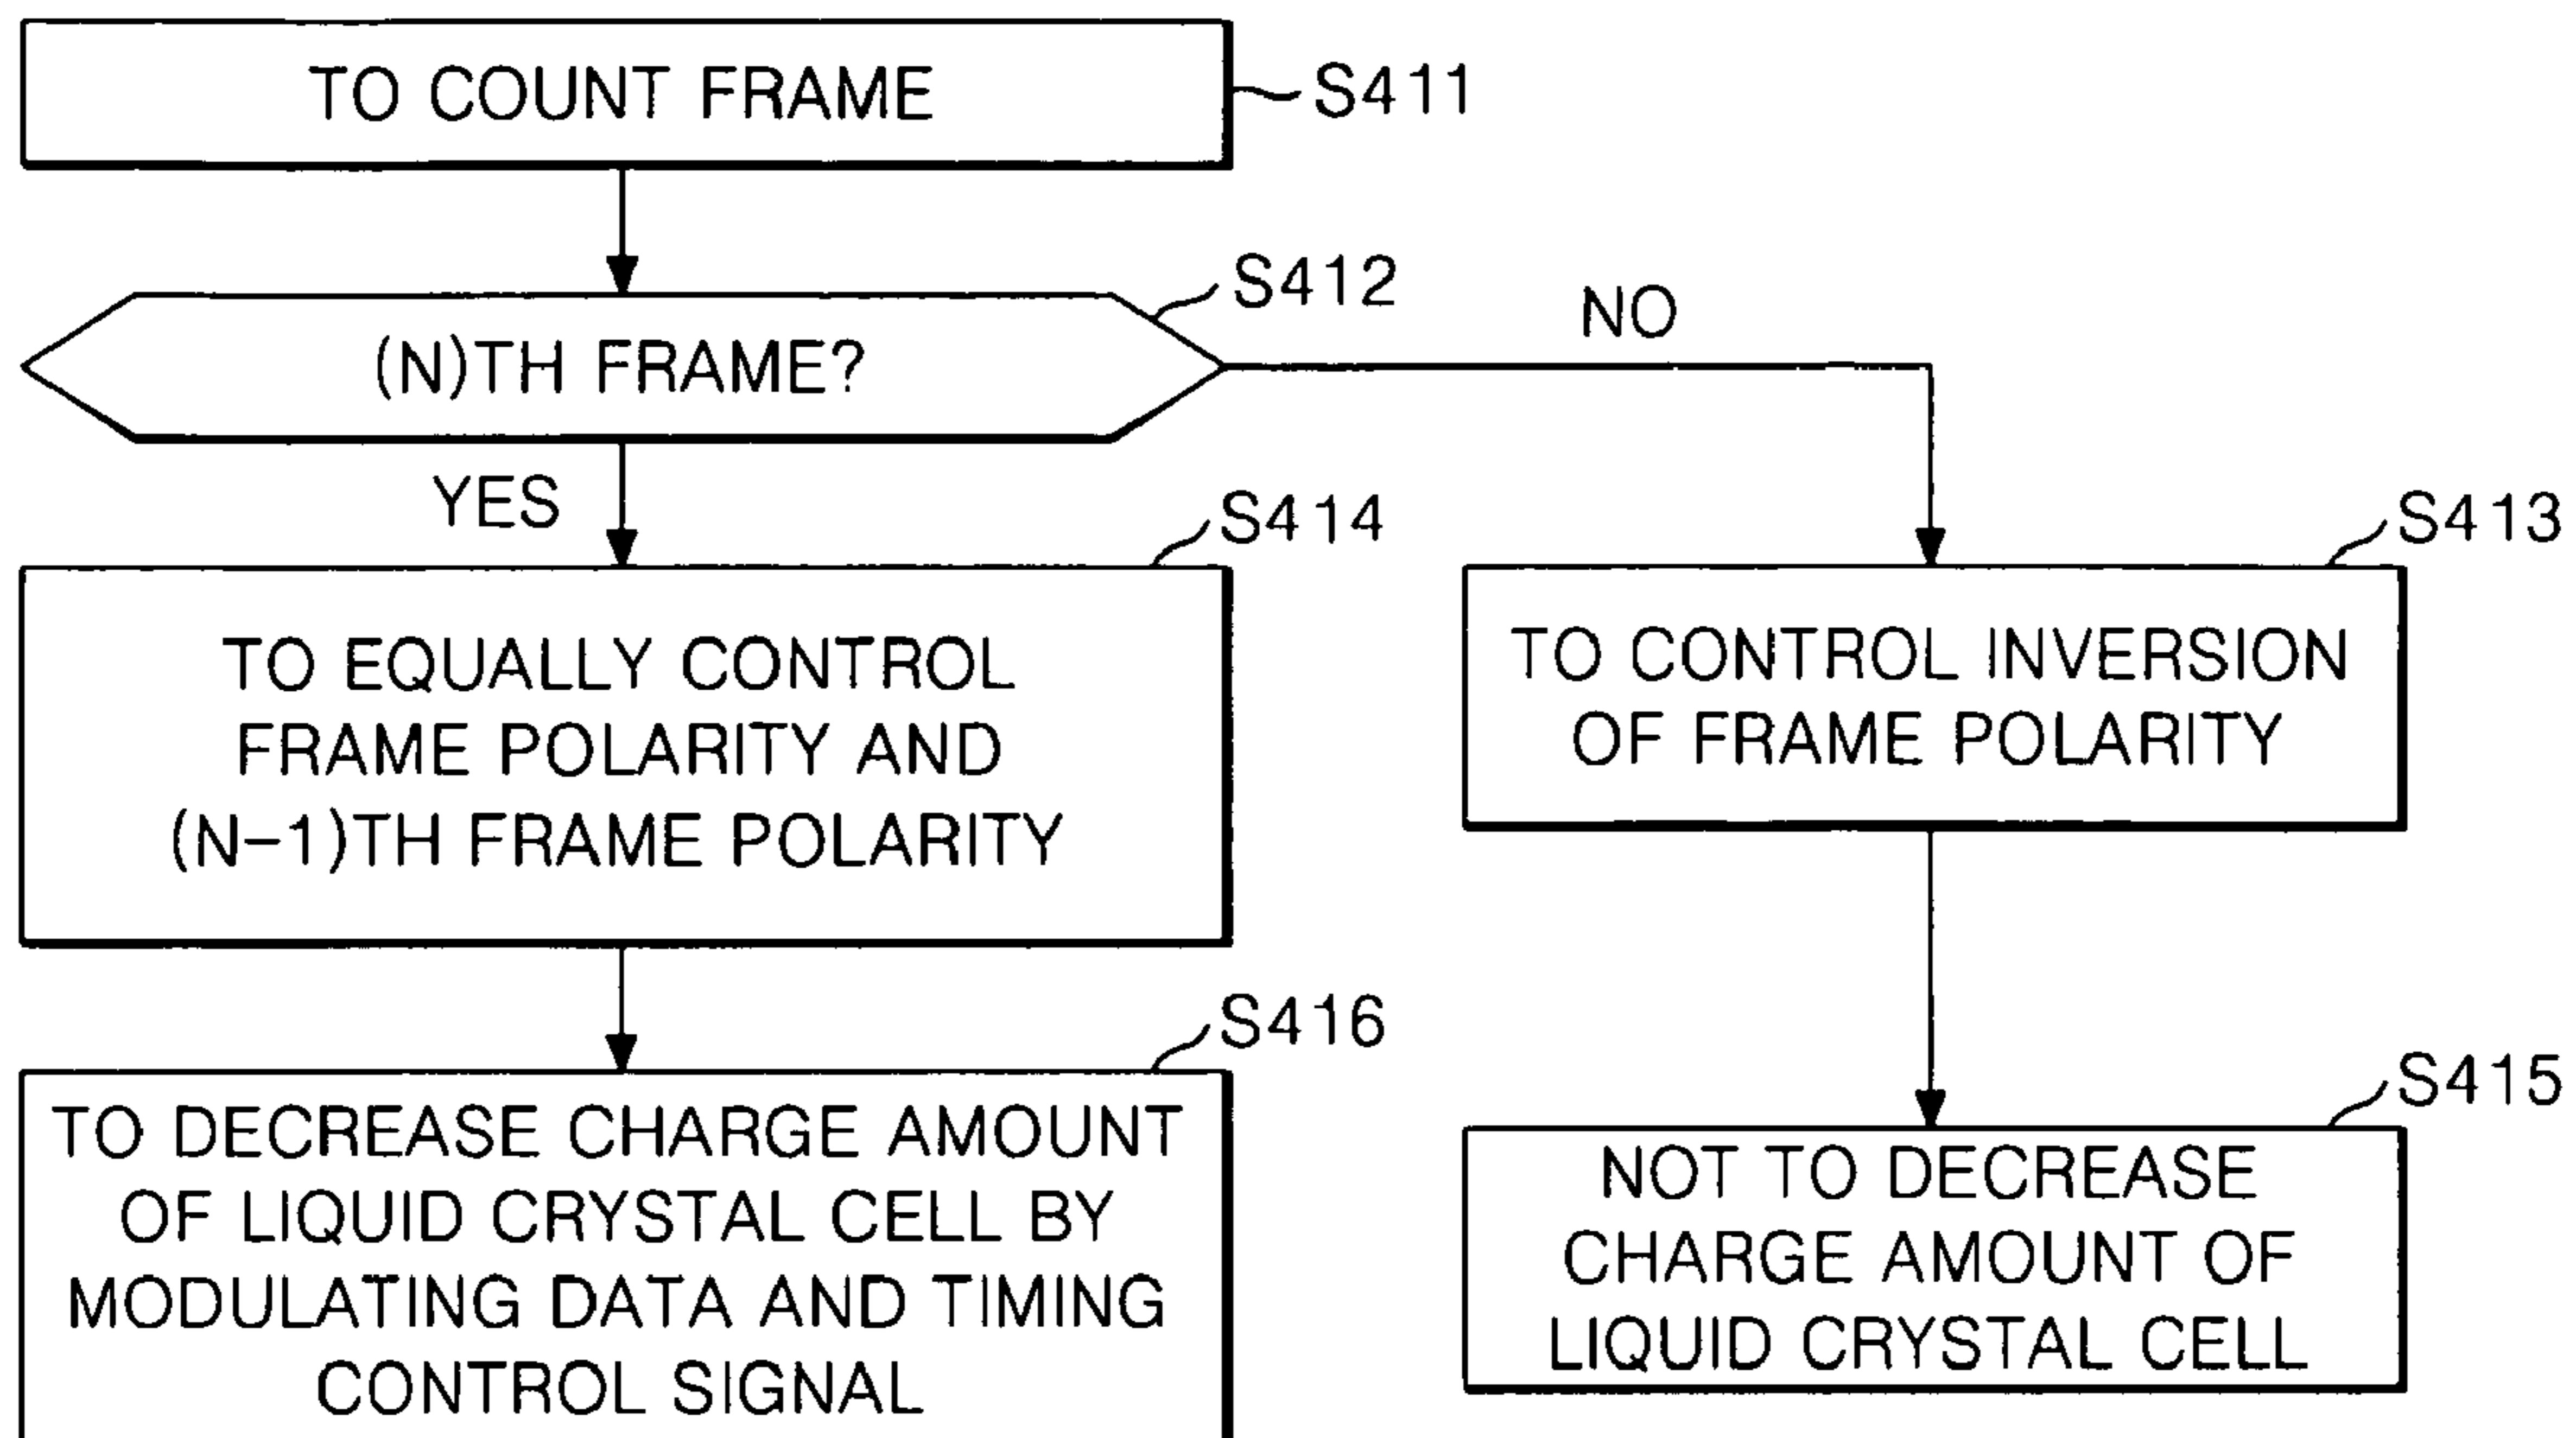 TO COUNT FRAME
S411
S412
(N)TH FRAME?
NO
YES
S414
TO EQUALLY CONTROL
FRAME POLARITY AND
(N-1)TH FRAME POLARITY
S413
TO CONTROL INVERSION
OF FRAME POLARITY
S416
TO DECREASE CHARGE AMOUNT
OF LIQUID CRYSTAL CELL BY
MODULATING DATA AND TIMING
CONTROL SIGNAL
S415
NOT TO DECREASE
CHARGE AMOUNT OF
LIQUID CRYSTAL CELL